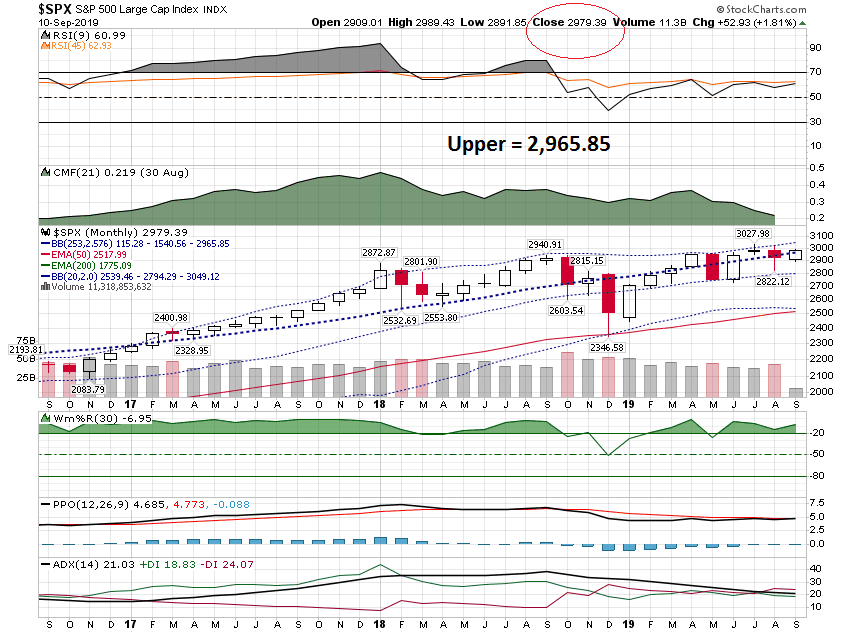 $SPX S&P 500 Large Cap Index INDX © StockCharts.com
10-Sep-2019 Open 2909.01 High 2989.43 Low 2891.85 Close 2979.39 Volume 11.3B Chg +52.93 (+1.81%)
RSI(9) 60.99
RSI(45) 62.93
90
70
50
30
10
Upper = 2,965.85
CMF(21) 0.219 (30 Aug)
0.5
0.4
0.3
0.2
$SPX (Monthly) 2979.39
BB(253,2.576) 115.28 - 1540.56 - 2965.85
EMA(50) 2517.99
EMA(200) 1775.09
BB(20,2.0) 2539.46 - 2794.29 - 3049.12
Volume 11,318,853,632
3027.98
2940.91
2872.87
2801.90
2815.15
2822.12
2603.54
2532.69
2553.80
2400.98
2328.95
2346.58
2193.81
2083.79
3100
3000
2900
2800
2700
2600
2500
2400
2300
2200
2100
2000
75B
50B
25B
S O N D 17 F M A M J J A S O N D 18 F M A M J J A S O N D 19 F M A M J J A S
Wm%R(30) -6.95
-20
-50
-80
PPO(12,26,9) 4.685, 4.773, -0.088
7.5
5.0
2.5
0.0
ADX(14) 21.03 +DI 18.83 -DI 24.07
40
30
20
10
S O N D 17 F M A M J J A S O N D 18 F M A M J J A S O N D 19 F M A M J J A S